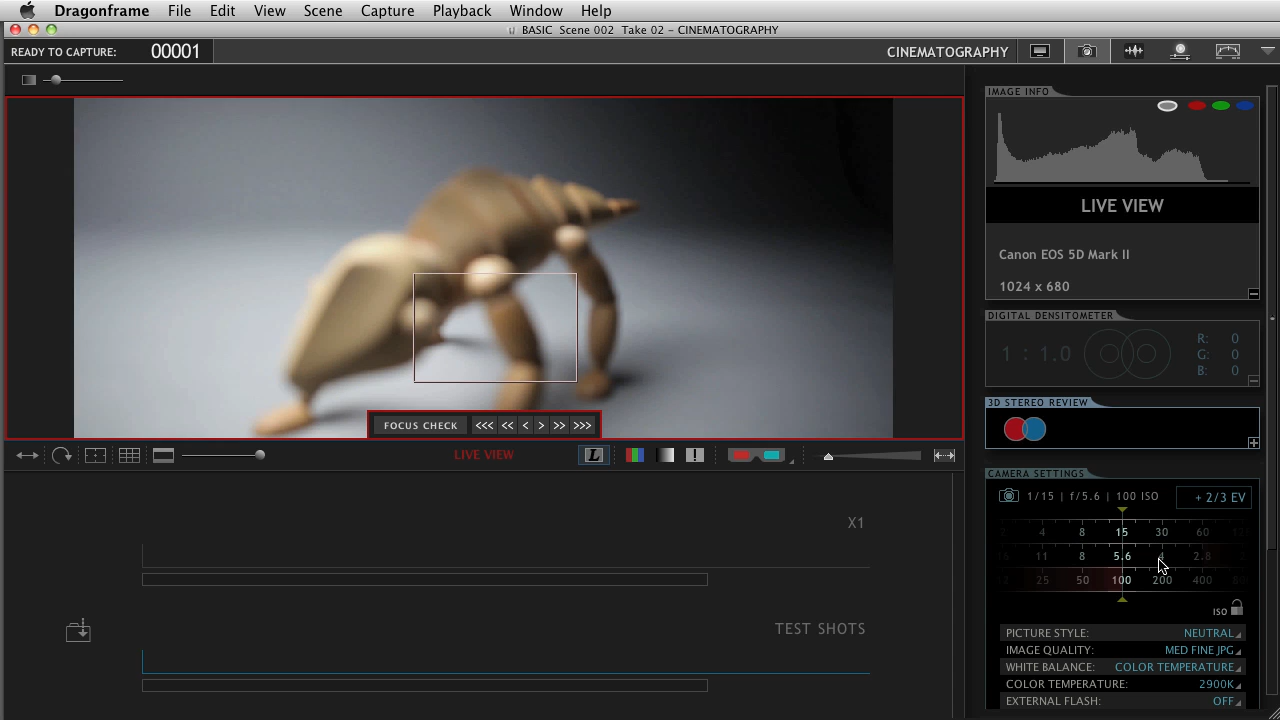 Dragonframe File Edit View Scene Capture Playback Window Help
BASIC Scene 002 Take 02 – CINEMATOGRAPHY
READY TO CAPTURE: 00001 CINEMATOGRAPHY
IMAGE INFO
LIVE VIEW
Canon EOS 5D Mark II
1024 x 680
DIGITAL DENSITOMETER
1 : 1.0
R: 0
G: 0
B: 0
3D STEREO REVIEW
FOCUS CHECK <<< << < > >> >>>
LIVE VIEW L !
CAMERA SETTINGS
1/15 | f/5.6 | 100 ISO + 2/3 EV
4 8 15 30 60
11 8 5.6 4 2.8
25 50 100 200 400
ISO
X1
TEST SHOTS
PICTURE STYLE: NEUTRAL
IMAGE QUALITY: MED FINE JPG
WHITE BALANCE: COLOR TEMPERATURE
COLOR TEMPERATURE: 2900K
EXTERNAL FLASH: OFF